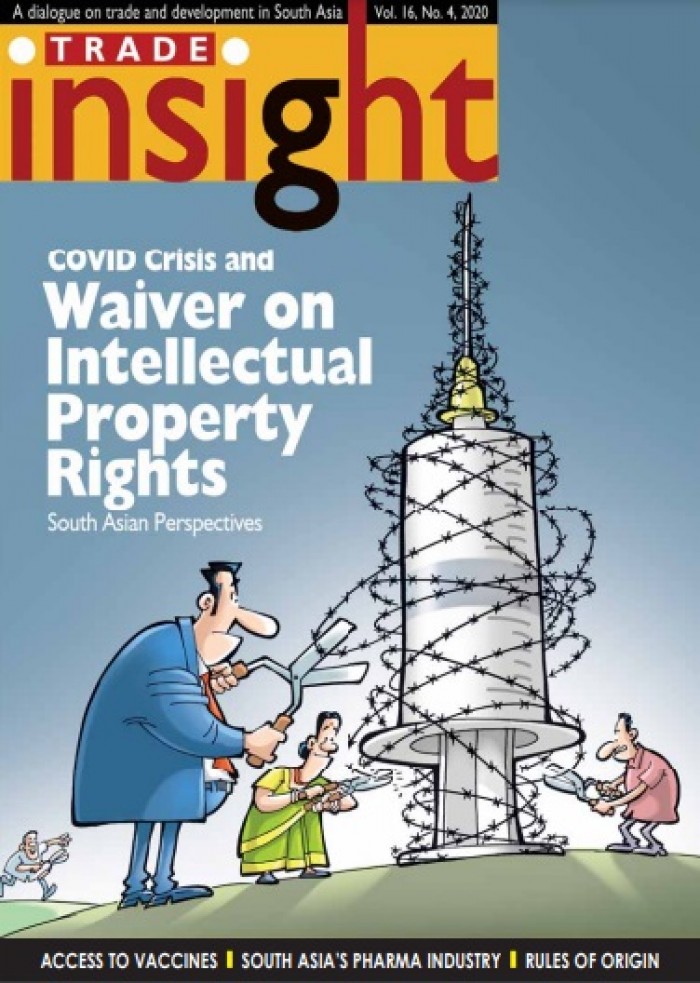 A dialogue on trade and development in South Asia
Vol. 16, No. 4, 2020
TRADE
insight
COVID Crisis and
Waiver on
Intellectual
Property
Rights
South Asian Perspectives
ACCESS TO VACCINES | SOUTH ASIA'S PHARMA INDUSTRY | RULES OF ORIGIN